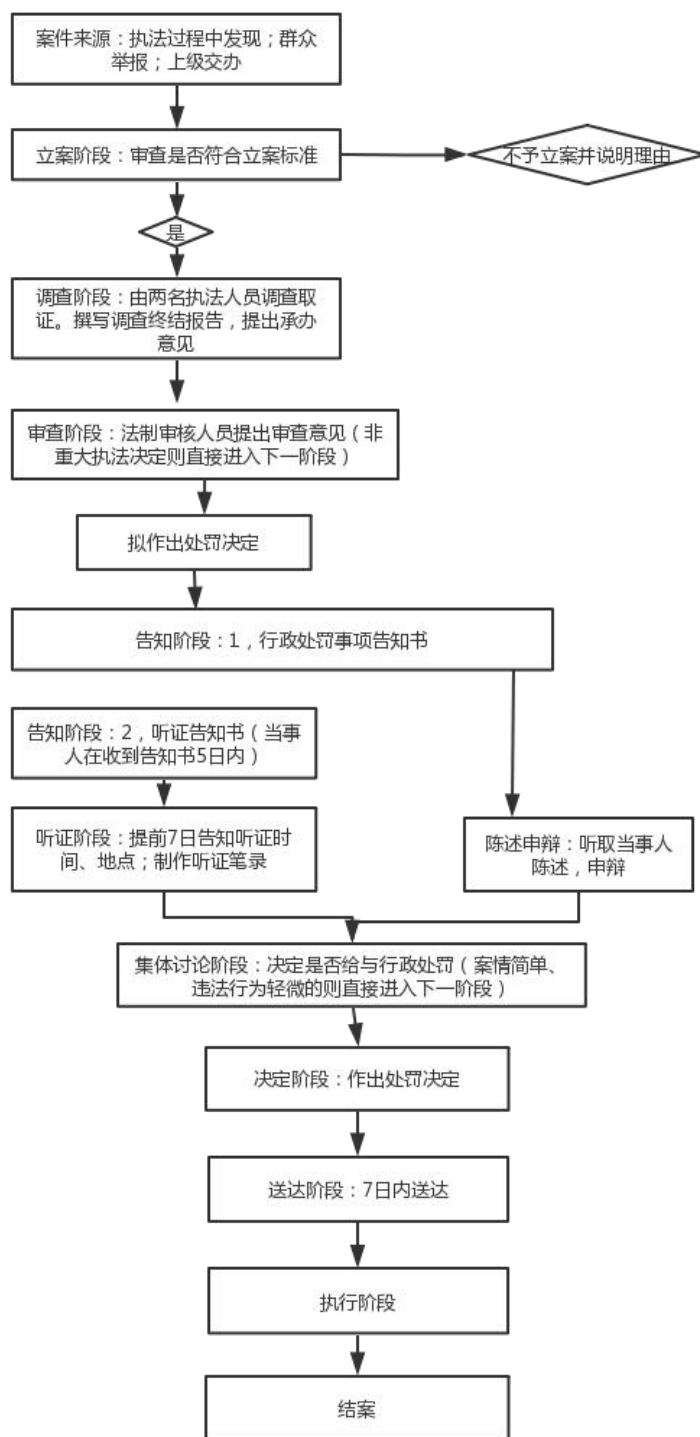 案件来源：执法过程中发现；群众
举报；上级交办
立案阶段：审查是否符合立案标准
不予立案并说明理由
是
调查阶段：由两名执法人员调查取
证。撰写调查终结报告，提出承办
意见
审查阶段：法制审核人员提出审查意见（非
重大执法决定则直接进入下一阶段）
拟作出处罚决定
告知阶段：1，行政处罚事项告知书
告知阶段：2，听证告知书（当事
人在收到告知书5日内）
听证阶段：提前7日告知听证时
间、地点；制作听证笔录
陈述申辩：听取当事人
陈述，申辩
集体讨论阶段：决定是否给与行政处罚（案情简单、
违法行为轻微的则直接进入下一阶段）
决定阶段：作出处罚决定
送达阶段：7日内送达
执行阶段
结案